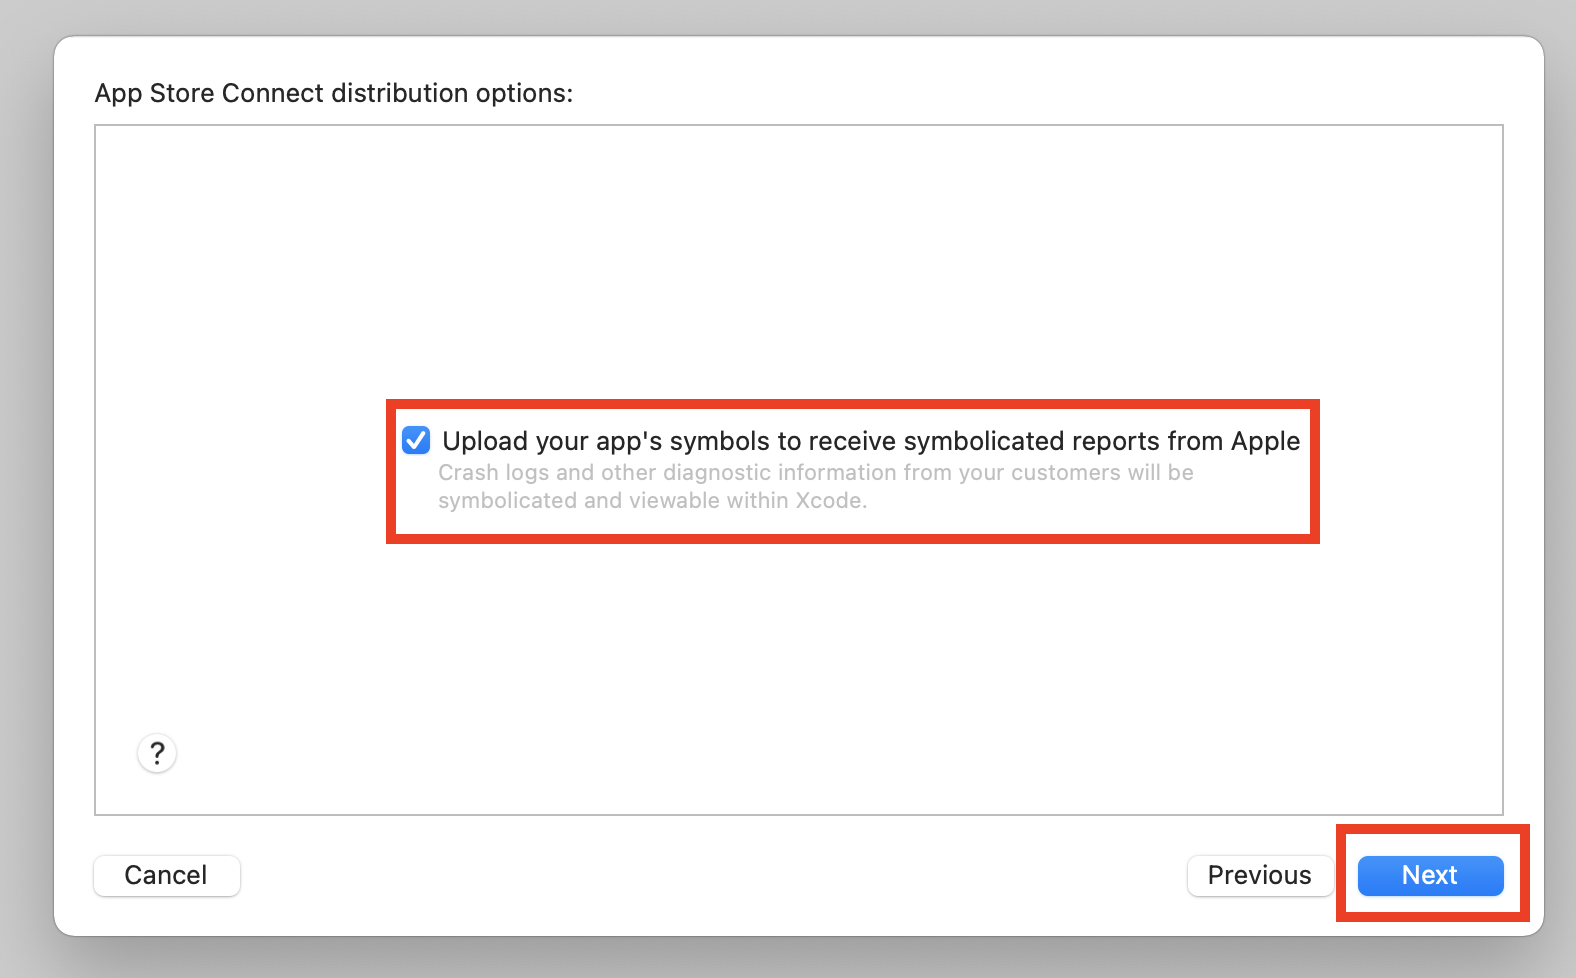 App Store Connect distribution options:
Upload your app's symbols to receive symbolicated reports from Apple
Crash logs and other diagnostic information from your customers will be
symbolicated and viewable within Xcode.
?
Cancel
Previous
Next